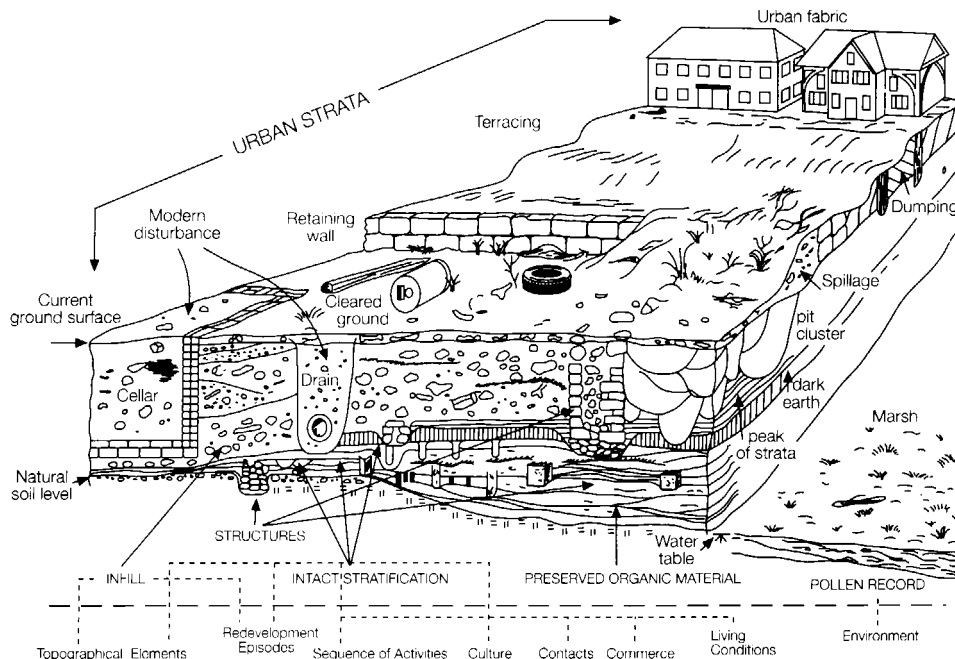 Urban fabric
URBAN STRATA
Terracing
Modern
disturbance
Retaining
wall
Dumping
Spillage
Current
ground surface
Cleared
ground
pit
cluster
Cellar
Drain
dark
earth
Marsh
peak
of strata
Natural
soil level
STRUCTURES
Water
table
INFILL
INTACT STRATIFICATION
PRESERVED ORGANIC MATERIAL
POLLEN RECORD
Topographical Elements
Redevelopment
Episodes
Sequence of Activities
Culture
Contacts
Commerce
Living
Conditions
Environment